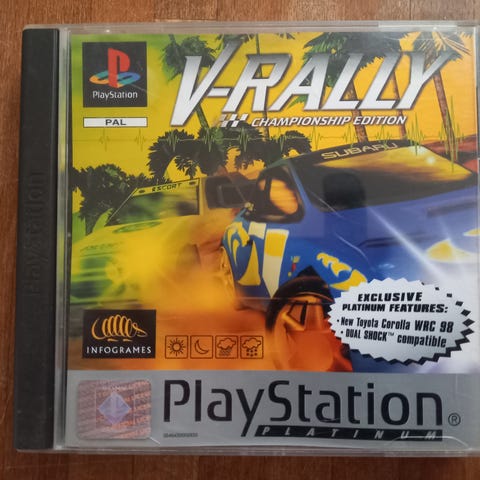 PlayStation
PAL
V-RALLY
CHAMPIONSHIP EDITION
SUBARU
ESCORT
PlayStation
EXCLUSIVE
PLATINUM FEATURES:
• New Toyota Corolla WRC 98
• DUAL SHOCK™ compatible
INFOGRAMES
PlayStation®
PLATINUM